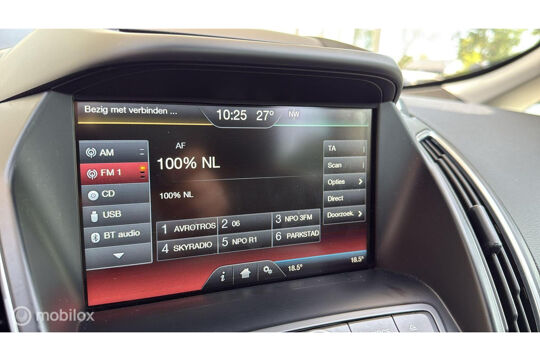 Bezig met verbinden ...
10:25 27° NW
AM
FM 1
CD
USB
BT audio
AF
100% NL
100% NL
1 AVROTROS 2 06 3 NPO 3FM
4 SKYRADIO 5 NPO R1 6 PARKSTAD
TA
Scan
Opties
Direct
Doorzoek.
18.5° 18.5°
mobilox